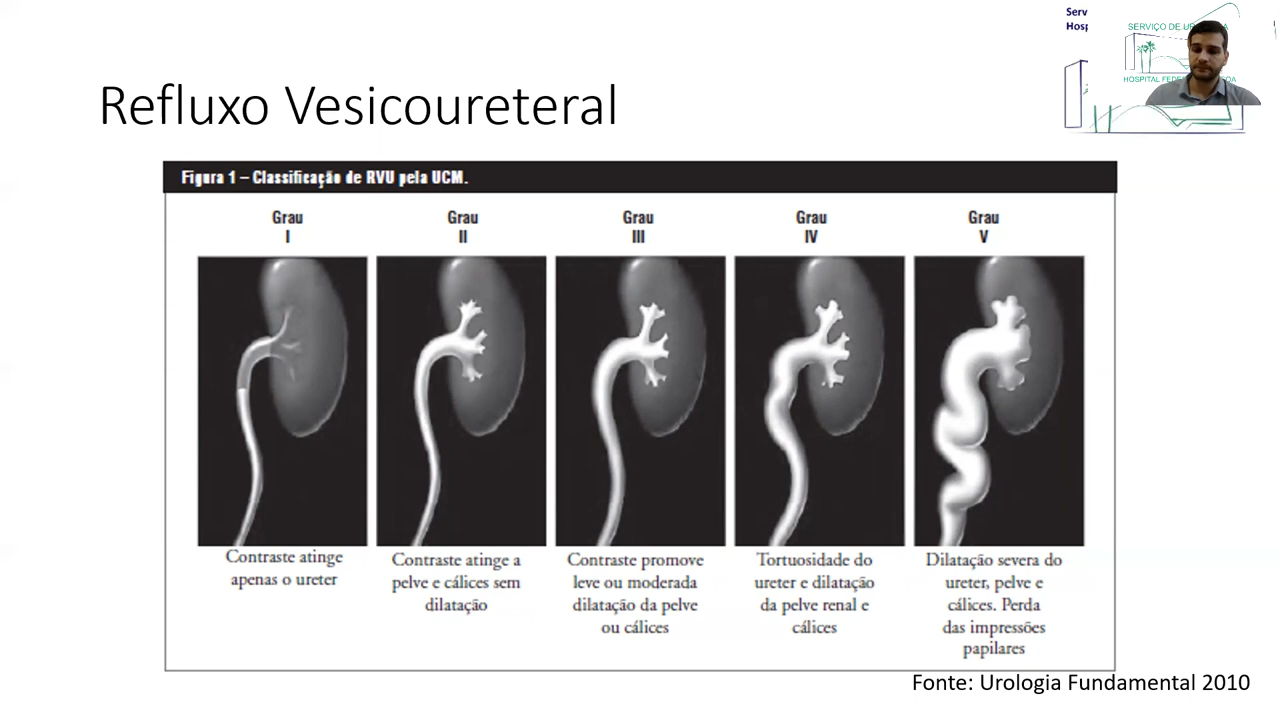 Serv
Hosp
SERVIÇO DE
HOSPITAL
Refluxo Vesicoureteral
Figura 1 – Classificação de RVU pela UCM.
Grau
I
Grau
II
Grau
III
Grau
IV
Grau
V
Contraste atinge
apenas o ureter
Contraste atinge a
pelve e cálices sem
dilatação
Contraste promove
leve ou moderada
dilatação da pelve
ou cálices
Tortuosidade do
ureter e dilatação
da pelve renal e
cálices
Dilatação severa do
ureter, pelve e
cálices. Perda
das impressões
papilares
Fonte: Urologia Fundamental 2010